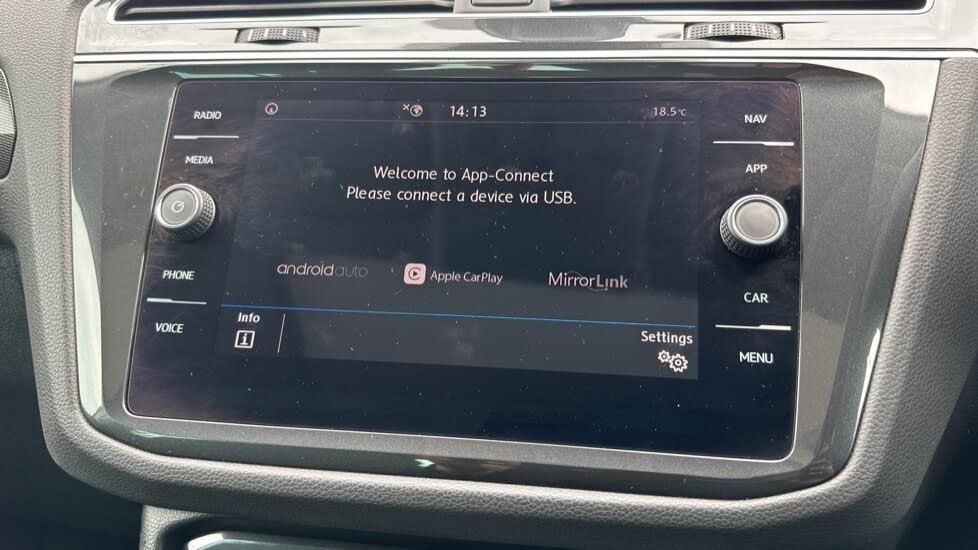 RADIO
MEDIA
PHONE
VOICE
14:13
18.5°C
Welcome to App-Connect
Please connect a device via USB.
androidauto
Apple CarPlay
MirrorLink
Info
i
Settings
NAV
APP
CAR
MENU